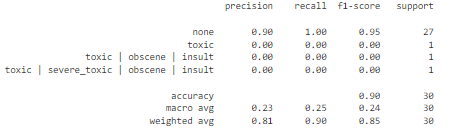 precision recall f1-score support
none 0.90 1.00 0.95 27
toxic 0.00 0.00 0.00 1
toxic | obscene | insult 0.00 0.00 0.00 1
toxic | severe_toxic | obscene | insult 0.00 0.00 0.00 1
accuracy 0.90 30
macro avg 0.23 0.25 0.24 30
weighted avg 0.81 0.90 0.85 30